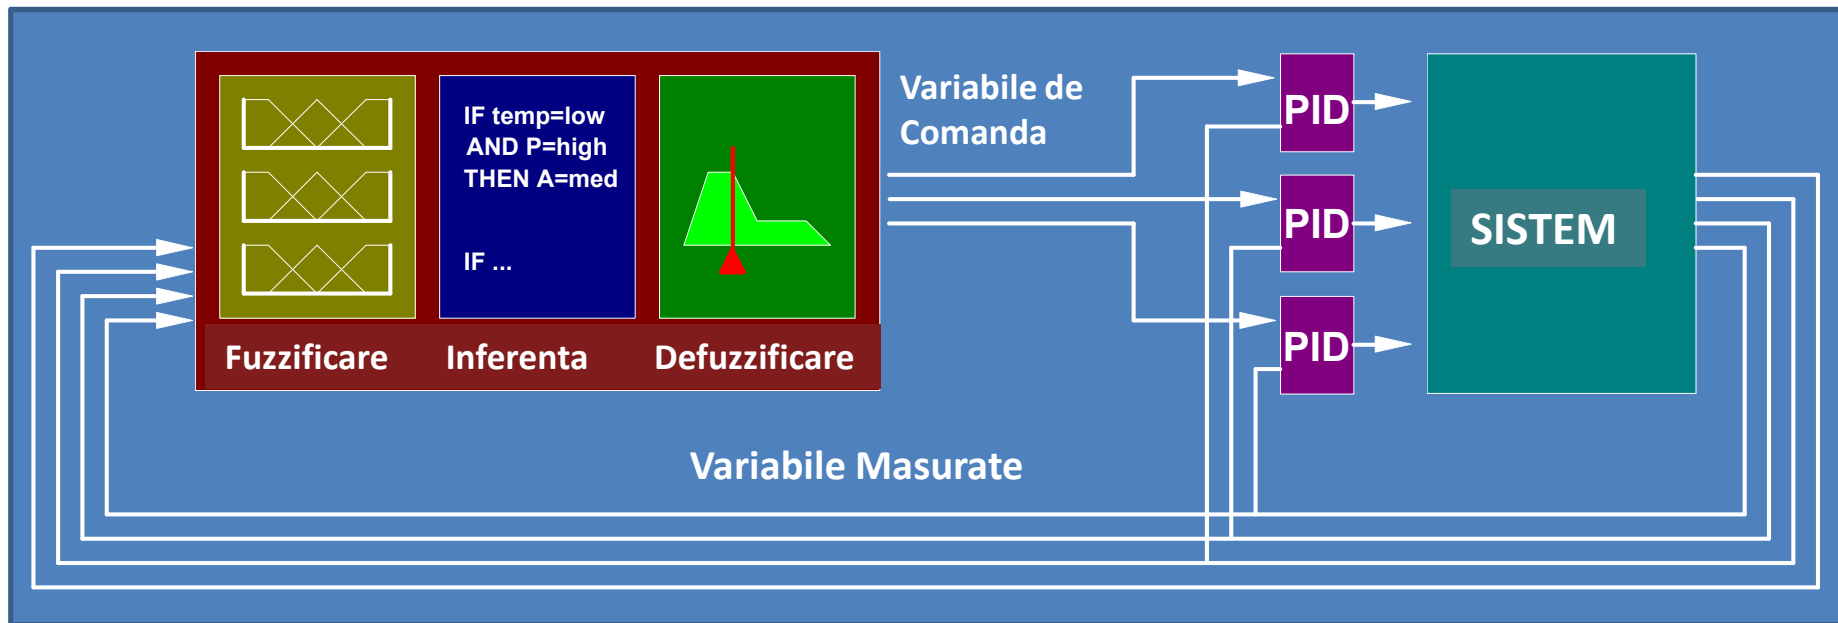 IF temp=low
AND P=high
THEN A=med
IF ...
Fuzzificare
Inferenta
Defuzzificare
Variabile de
Comanda
PID
PID
PID
SISTEM
Variabile Masurate